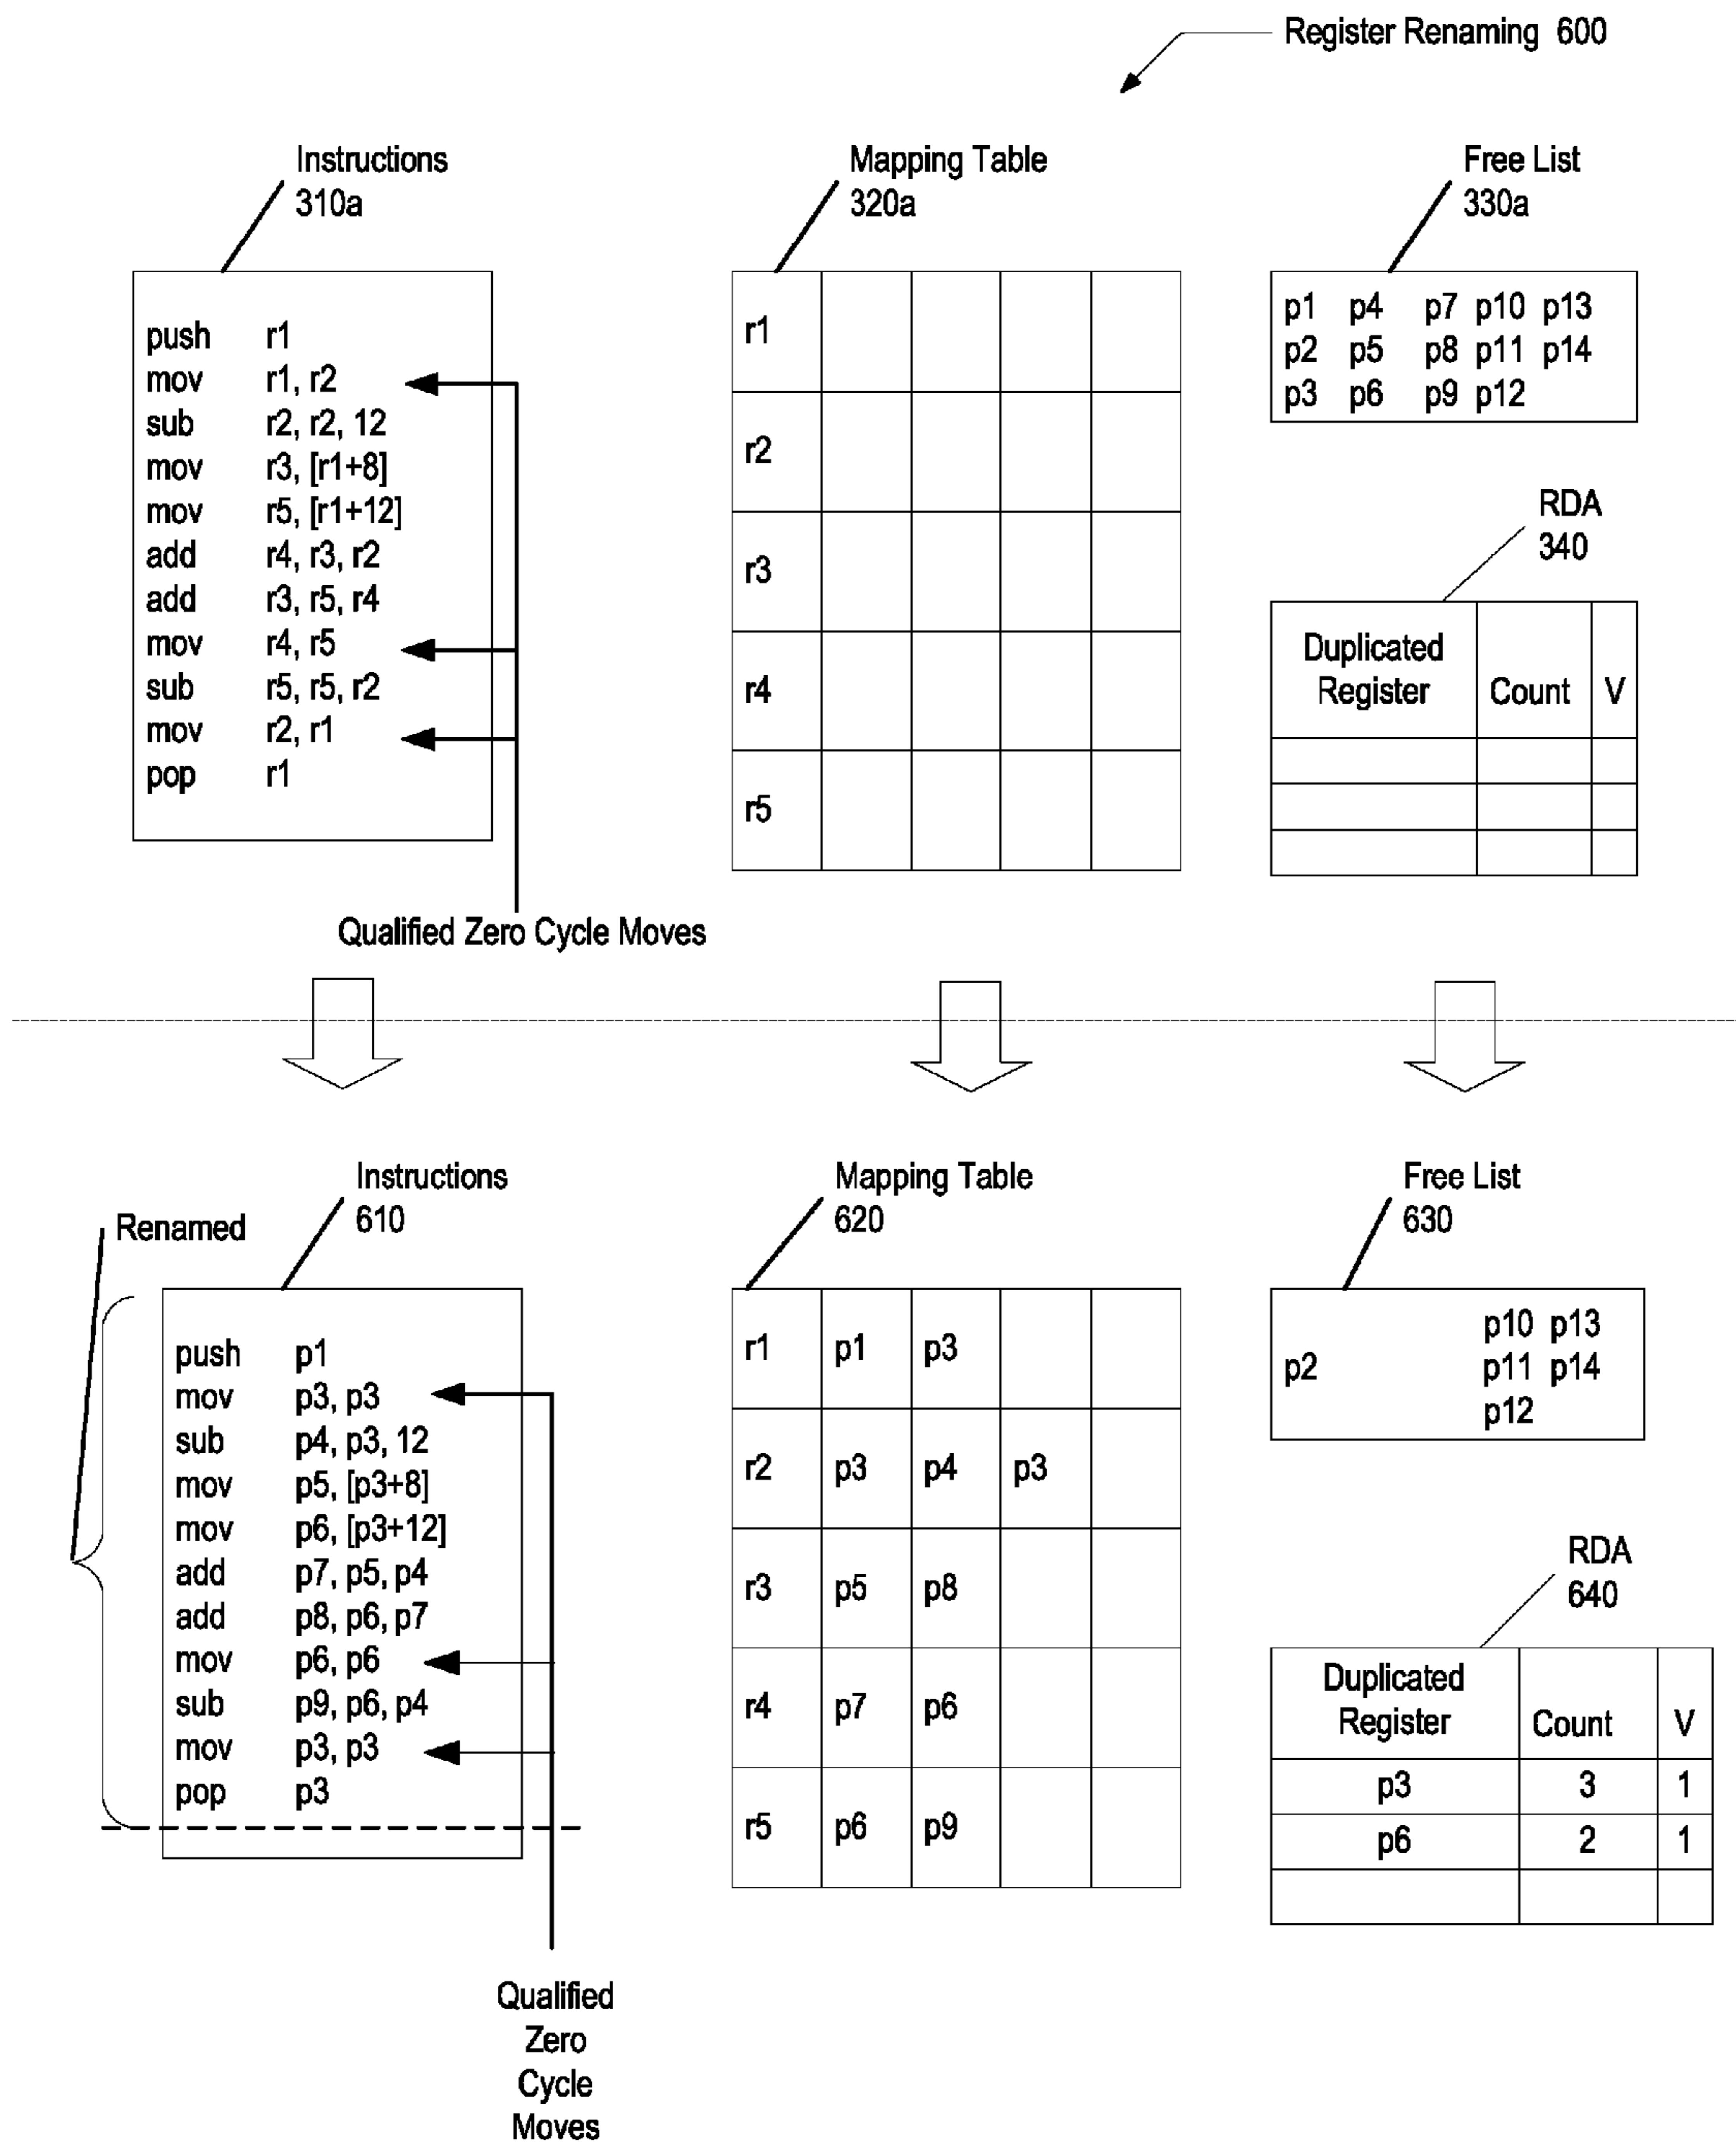 Register Renaming 600
Instructions
310a
Mapping Table
320a
Free List
330a
push r1
mov r1, r2
sub r2, r2, 12
mov r3, [r1+8]
mov r5, [r1+12]
add r4, r3, r2
add r3, r5, r4
mov r4, r5
sub r5, r5, r2
mov r2, r1
pop r1
Qualified Zero Cycle Moves
r1
r2
r3
r4
r5
p1 p4 p7 p10 p13
p2 p5 p8 p11 p14
p3 p6 p9 p12
RDA
340
Duplicated
Register Count V
Renamed
Instructions
610
Mapping Table
620
Free List
630
push p1
mov p3, p3
sub p4, p3, 12
mov p5, [p3+8]
mov p6, [p3+12]
add p7, p5, p4
add p8, p6, p7
mov p6, p6
sub p9, p6, p4
mov p3, p3
pop p3
Qualified
Zero
Cycle
Moves
r1 p1 p3
r2 p3 p4 p3
r3 p5 p8
r4 p7 p6
r5 p6 p9
p10 p13
p2 p11 p14
p12
RDA
640
Duplicated
Register Count V
p3 3 1
p6 2 1